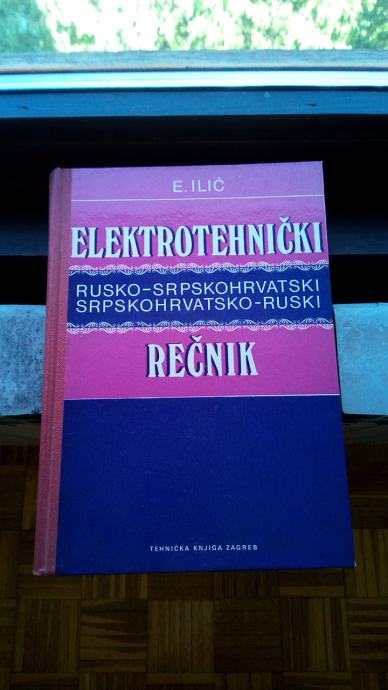 E. ILIĆ
ELEKTROTEHNIČKI
RUSKO-SRPSKOHRVATSKI
SRPSKOHRVATSKO-RUSKI
REČNIK
TEHNIČKA KNJIGA ZAGREB